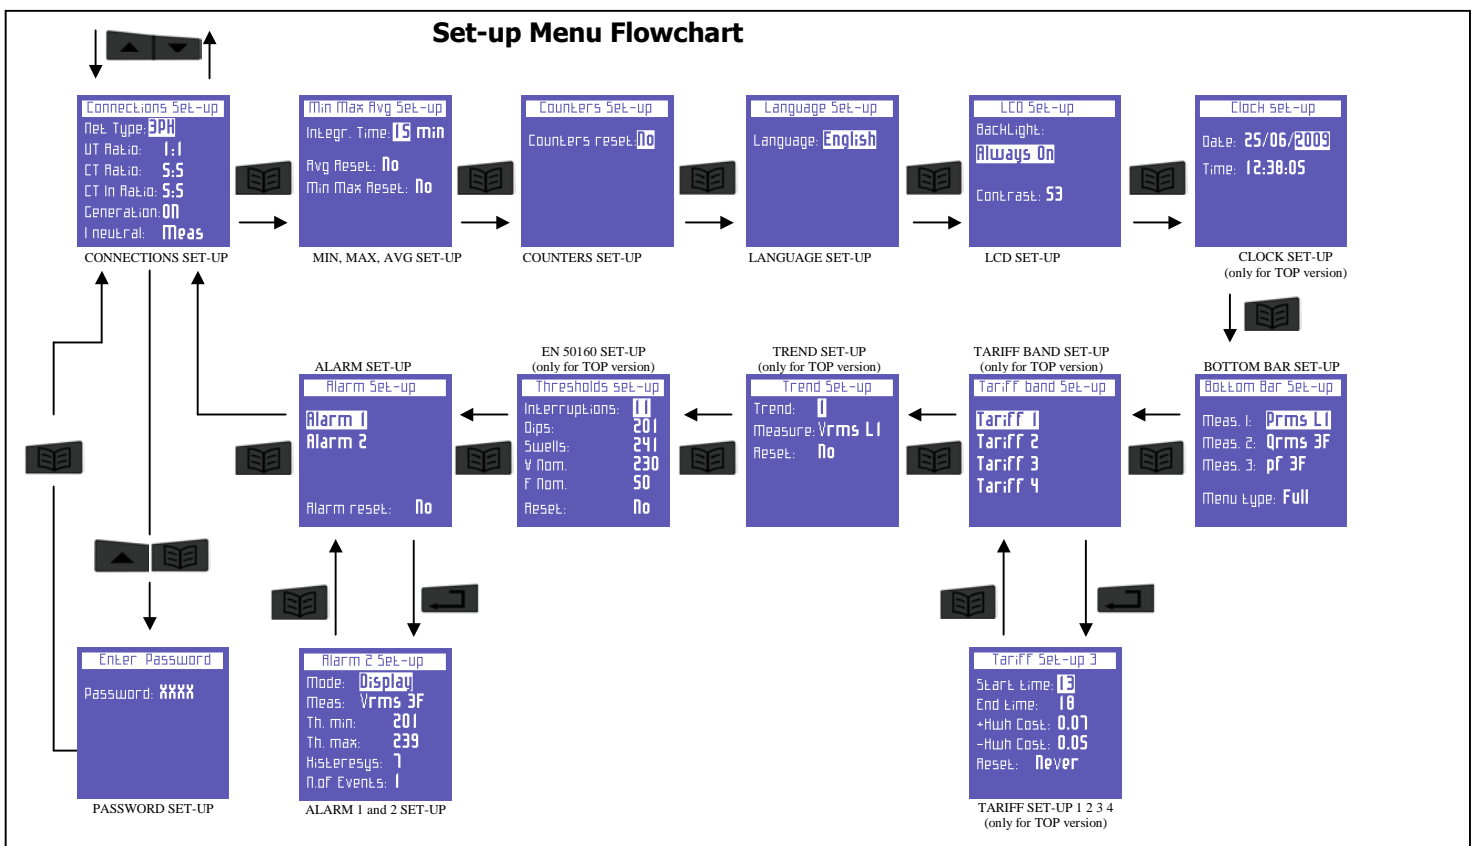 Set-up Menu Flowchart
Connections Set-up
Net Type: 3PH
VT Ratio: 1:1
CT Ratio: 5:5
CT In Ratio: 5:5
Generation: ON
I neutral: Meas
CONNECTIONS SET-UP
Min Max Avg Set-up
Integr. Time: 15 min
Avg Reset: No
Min Max Reset: No
MIN, MAX, AVG SET-UP
Counters Set-up
Counters reset: No
COUNTERS SET-UP
Language Set-up
Language: English
LANGUAGE SET-UP
LCD Set-up
BackLight:
Always On
Contrast: 53
LCD SET-UP
Clock set-up
Date: 25/06/2009
Time: 12:38:05
CLOCK SET-UP
(only for TOP version)
ALARM SET-UP
Alarm Set-up
Alarm 1
Alarm 2
Alarm reset: No
EN 50160 SET-UP
(only for TOP version)
Thresholds set-up
Interruptions: 11
Dips: 201
Swells: 241
V Nom. 230
F Nom. 50
Reset: No
TREND SET-UP
(only for TOP version)
Trend Set-up
Trend: 1
Measure: Vrms L1
Reset: No
TARIFF BAND SET-UP
(only for TOP version)
Tariff band Set-up
Tariff 1
Tariff 2
Tariff 3
Tariff 4
BOTTOM BAR SET-UP
Bottom Bar Set-up
Meas. 1: Prms L1
Meas. 2: Qrms 3F
Meas. 3: pf 3F
Menu type: Full
Enter Password
Password: XXXX
PASSWORD SET-UP
Alarm 2 Set-up
Mode: Display
Meas: Vrms 3F
Th. min: 201
Th. max: 239
Histeresys: 7
N.of Events: 1
ALARM 1 and 2 SET-UP
Tariff Set-up 3
Start time: 13
End time: 18
+kWh Cost: 0.07
-kWh Cost: 0.05
Reset: Never
TARIFF SET-UP 1 2 3 4
(only for TOP version)